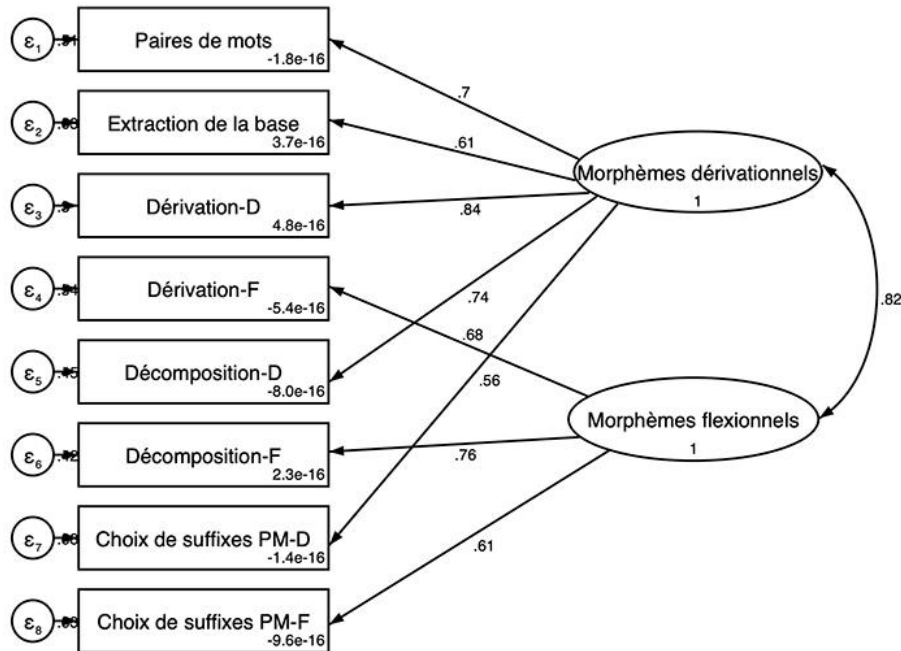 ε1
Paires de mots
-1.8e-16
.7
ε2
Extraction de la base
3.7e-16
.61
Morphèmes dérivationnels
1
ε3
Dérivation-D
4.8e-16
.84
ε4
Dérivation-F
-5.4e-16
.74
.68
.82
ε5
Décomposition-D
-8.0e-16
.56
Morphèmes flexionnels
1
ε6
Décomposition-F
2.3e-16
.76
ε7
Choix de suffixes PM-D
-1.4e-16
.61
ε8
Choix de suffixes PM-F
-9.6e-16